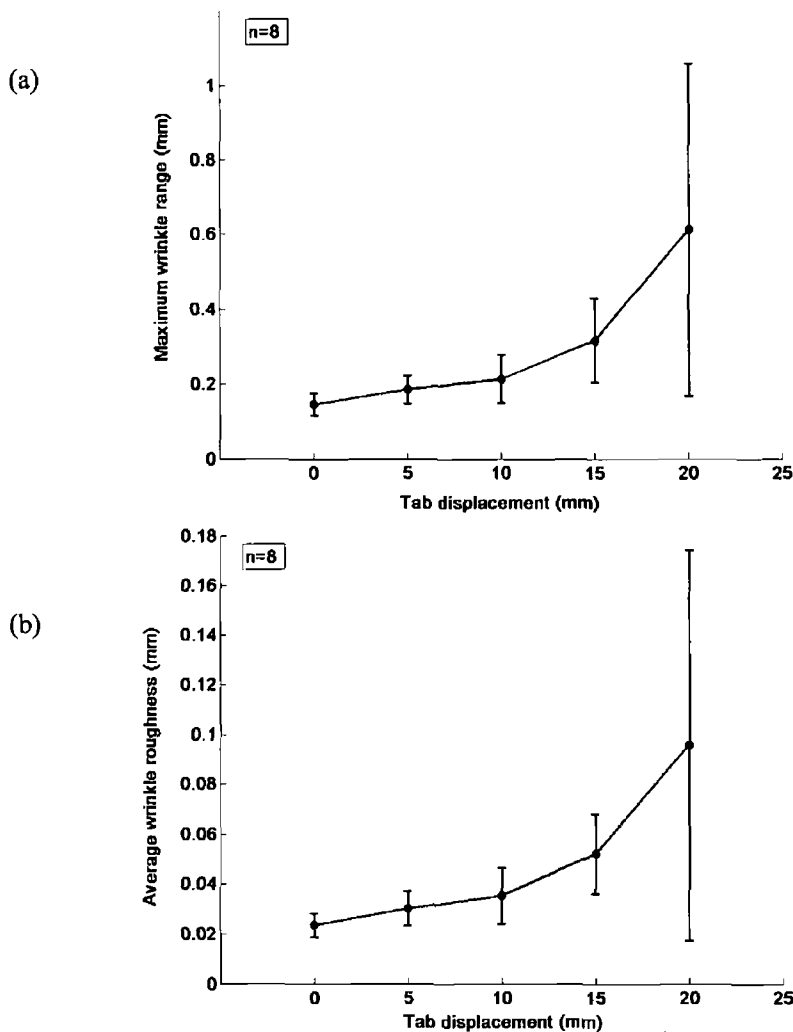 (a)
n=8
Maximum wrinkle range (mm)
1
0.8
0.6
0.4
0.2
0
0 5 10 15 20 25
Tab displacement (mm)
(b)
n=8
Average wrinkle roughness (mm)
0.18
0.16
0.14
0.12
0.1
0.08
0.06
0.04
0.02
0
0 5 10 15 20 25
Tab displacement (mm)